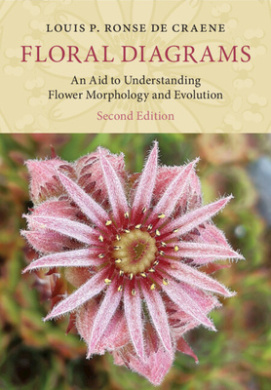 LOUIS P. RONSE DE CRAENE
FLORAL DIAGRAMS
An Aid to Understanding
Flower Morphology and Evolution
Second Edition